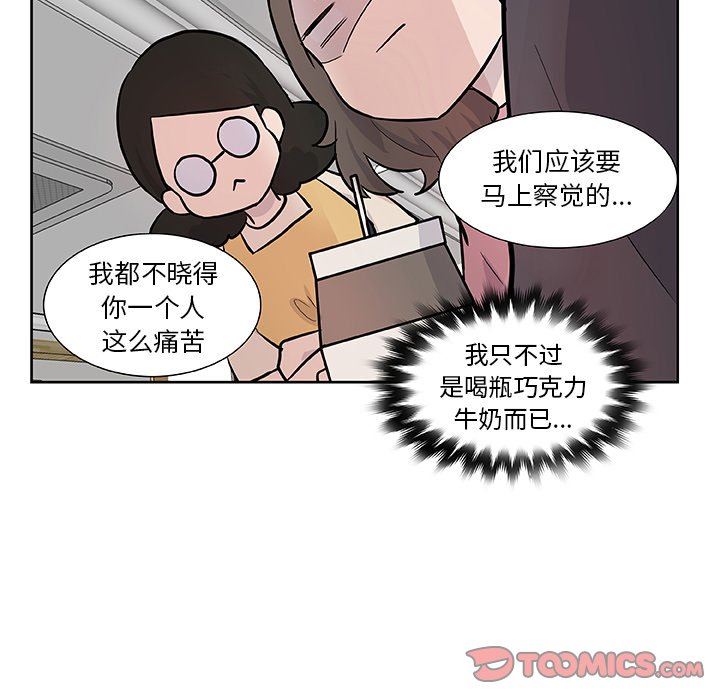 我们应该要
马上察觉的...
我都不晓得
你一个人
这么痛苦
我只不过
是喝瓶巧克力
牛奶而已...
TOOMICS.COM